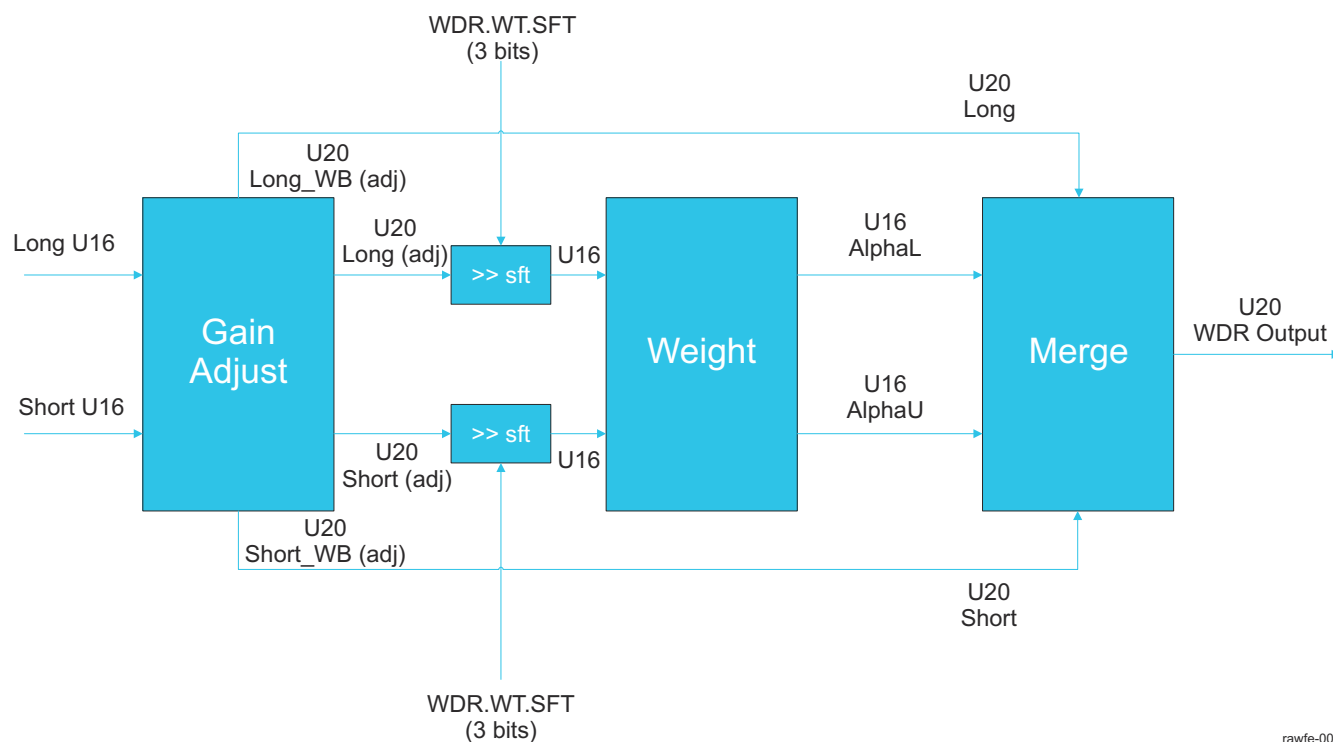 WDR.WT.SFT
(3 bits)
U20
Long
U20
Long_WB (adj)
Long U16
U20
Long (adj)
>> sft
U16
U16
AlphaL
Gain
Adjust
Weight
Merge
U20
WDR Output
Short U16
>> sft
U16
U16
AlphaU
U20
Short (adj)
U20
Short_WB (adj)
U20
Short
WDR.WT.SFT
(3 bits)
rawfe-00